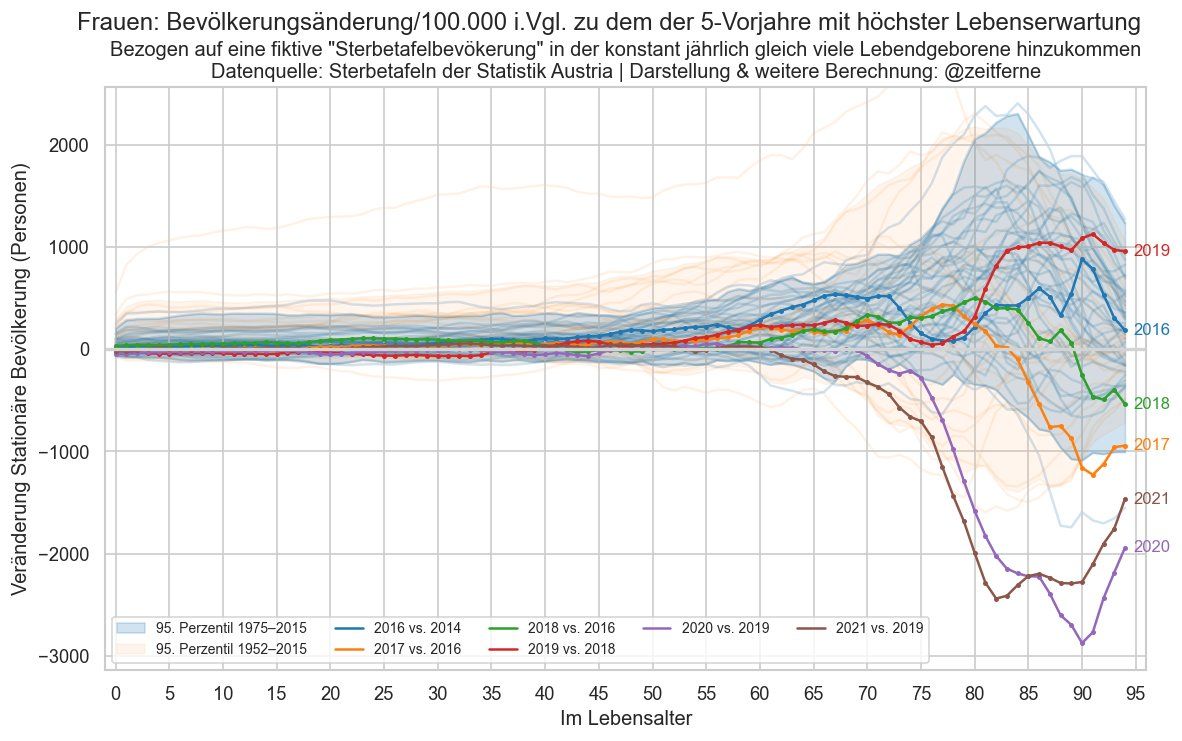 Frauen: Bevölkerungsänderung/100.000 i.Vgl. zu dem der 5-Vorjahre mit höchster Lebenserwartung
Bezogen auf eine fiktive "Sterbetafelbevökerung" in der konstant jährlich gleich viele Lebendgeborene hinzukommen
Datenquelle: Sterbetafeln der Statistik Austria | Darstellung & weitere Berechnung: @zeitferne
Veränderung Stationäre Bevölkerung (Personen)
2000
1000
0
−1000
−2000
−3000
2019
2016
2018
2017
2021
2020
95. Perzentil 1975–2015
95. Perzentil 1952–2015
2016 vs. 2014
2017 vs. 2016
2018 vs. 2016
2019 vs. 2018
2020 vs. 2019
2021 vs. 2019
0 5 10 15 20 25 30 35 40 45 50 55 60 65 70 75 80 85 90 95
Im Lebensalter